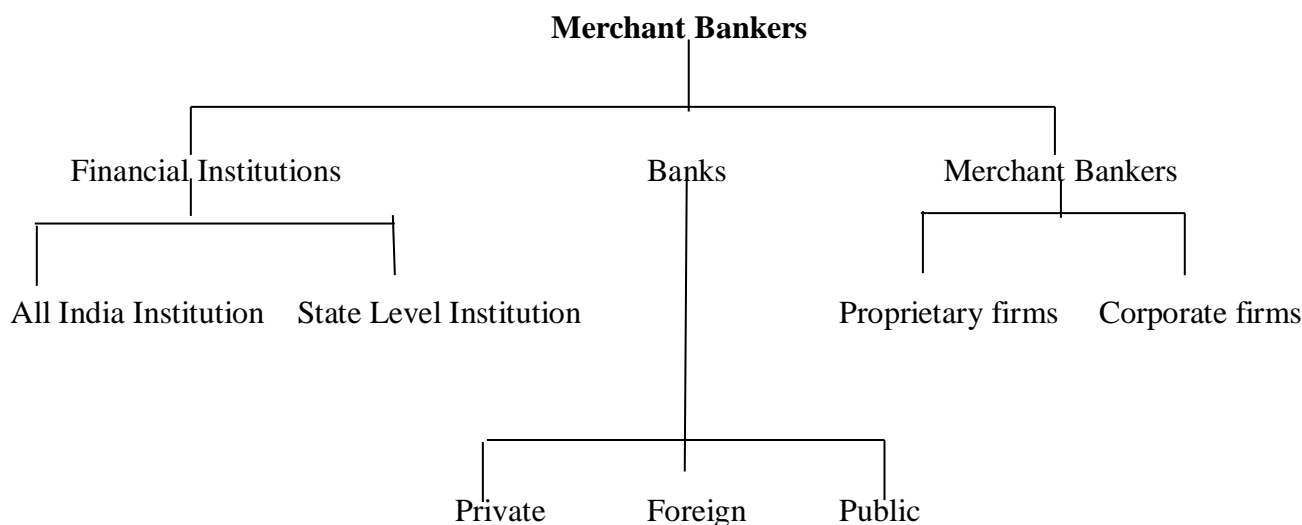 Merchant Bankers
Financial Institutions Banks Merchant Bankers
All India Institution State Level Institution Proprietary firms Corporate firms
Private Foreign Public